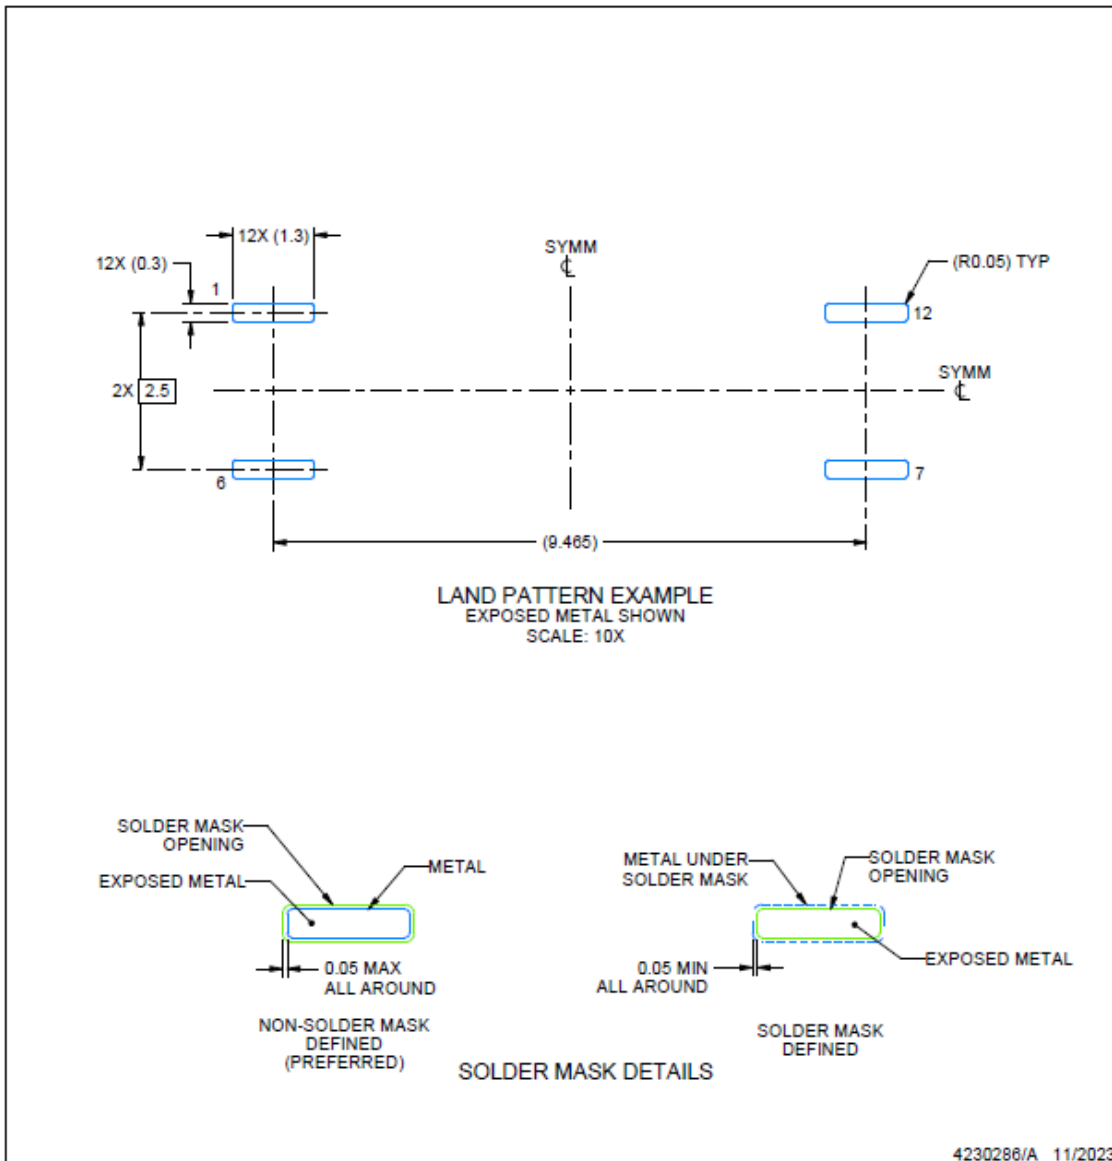 12X (1.3)
SYMM
℄
12X (0.3)
(R0.05) TYP
1
12
2X 2.5
SYMM
℄
6
7
(9.465)
LAND PATTERN EXAMPLE
EXPOSED METAL SHOWN
SCALE: 10X
SOLDER MASK
OPENING
METAL
EXPOSED METAL
0.05 MAX
ALL AROUND
NON-SOLDER MASK
DEFINED
(PREFERRED)
METAL UNDER
SOLDER MASK
SOLDER MASK
OPENING
EXPOSED METAL
0.05 MIN
ALL AROUND
SOLDER MASK
DEFINED
SOLDER MASK DETAILS
4230286/A 11/2023